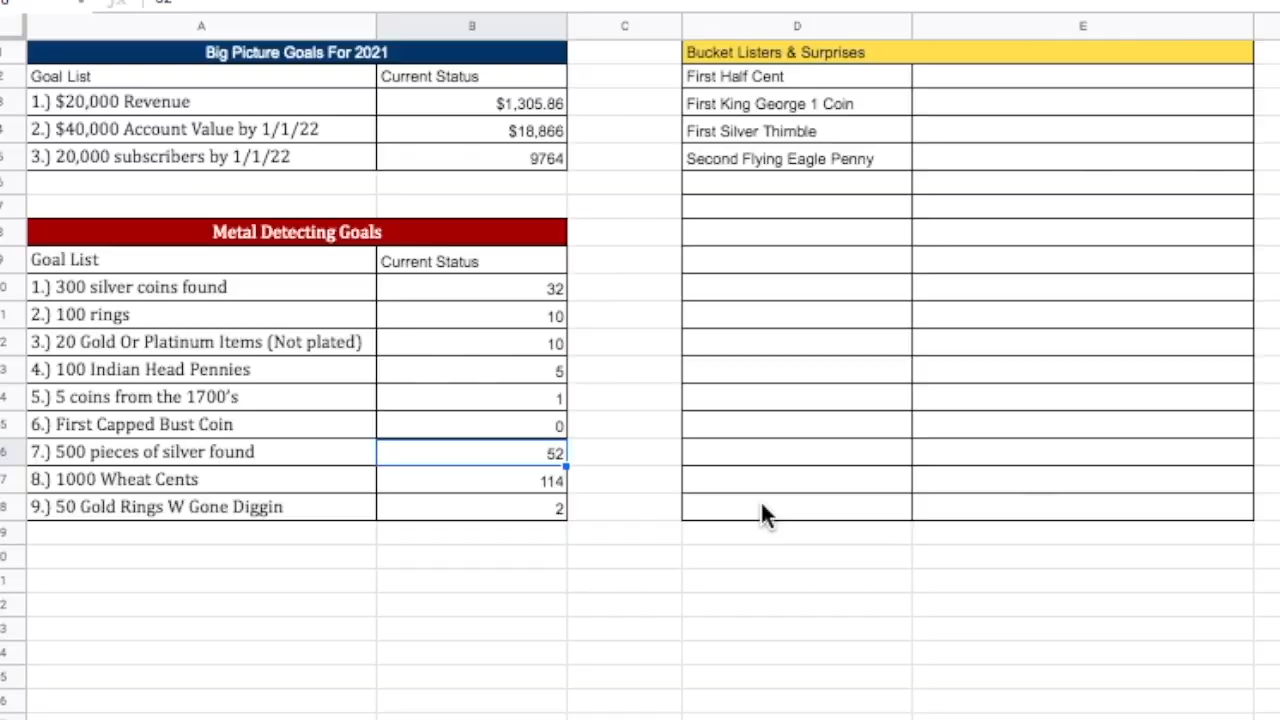 A B C D E
Big Picture Goals For 2021
Goal List Current Status
1.) $20,000 Revenue $1,305.86
2.) $40,000 Account Value by 1/1/22 $18,866
3.) 20,000 subscribers by 1/1/22 9764
Metal Detecting Goals
Goal List Current Status
1.) 300 silver coins found 32
2.) 100 rings 10
3.) 20 Gold Or Platinum Items (Not plated) 10
4.) 100 Indian Head Pennies 5
5.) 5 coins from the 1700's 1
6.) First Capped Bust Coin 0
7.) 500 pieces of silver found 52
8.) 1000 Wheat Cents 114
9.) 50 Gold Rings W Gone Diggin 2
Bucket Listers & Surprises
First Half Cent
First King George 1 Coin
First Silver Thimble
Second Flying Eagle Penny